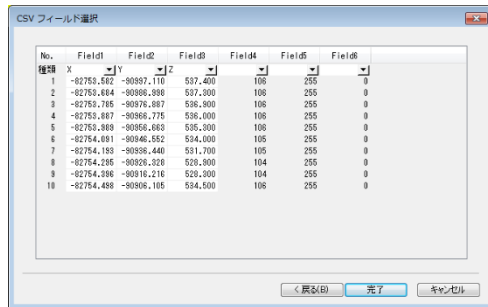 CSV フィールド選択
No. Field1 Field2 Field3 Field4 Field5 Field6
種類 X Y Z
1 -82753.582 -90997.110 537.400 106 255 0
2 -82753.684 -90986.998 537.300 106 255 0
3 -82753.785 -90976.887 536.900 106 255 0
4 -82753.887 -90966.775 536.000 106 255 0
5 -82753.989 -90956.663 535.300 106 255 0
6 -82754.091 -90946.552 534.000 105 255 0
7 -82754.193 -90936.440 531.700 105 255 0
8 -82754.295 -90926.328 528.900 104 255 0
9 -82754.396 -90916.216 528.300 104 255 0
10 -82754.498 -90906.105 534.500 106 255 0
< 戻る(B) 完了 キャンセル